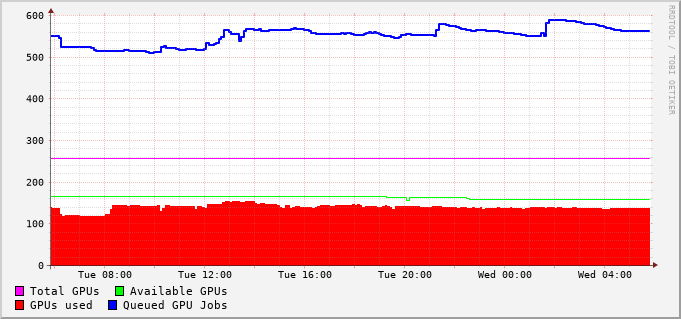 600
500
400
300
200
100
0
Tue 08:00 Tue 12:00 Tue 16:00 Tue 20:00 Wed 00:00 Wed 04:00
Total GPUs Available GPUs
GPUs used Queued GPU Jobs
RRDTOOL / TOBI OETIKER